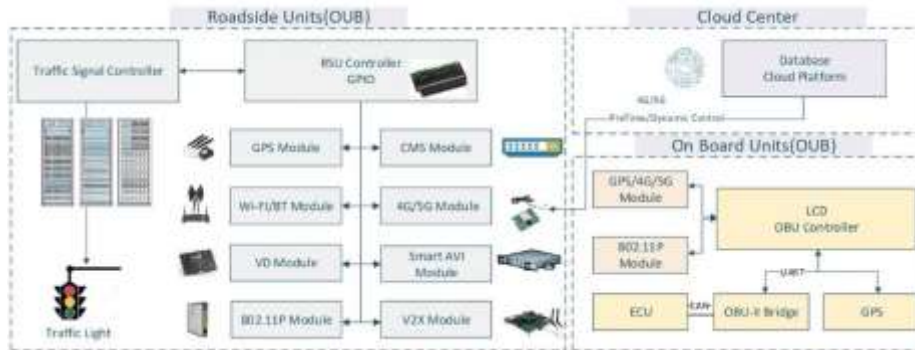 Roadside Units(OUB)
Traffic Signal Controller
RSU Controller
GPIO
GPS Module
CMS Module
Wi-Fi/BT Module
4G/5G Module
VD Module
Smart AVI
Module
802.11P Module
V2X Module
Traffic Light
Cloud Center
Database
Cloud Platform
4G/5G
PreTime/Dynamic Control
On Board Units(OUB)
GPS/4G/5G
Module
LCD
OBU Controller
802.11P
Module
UART
ECU
CAN
OBU-II Bridge
GPS